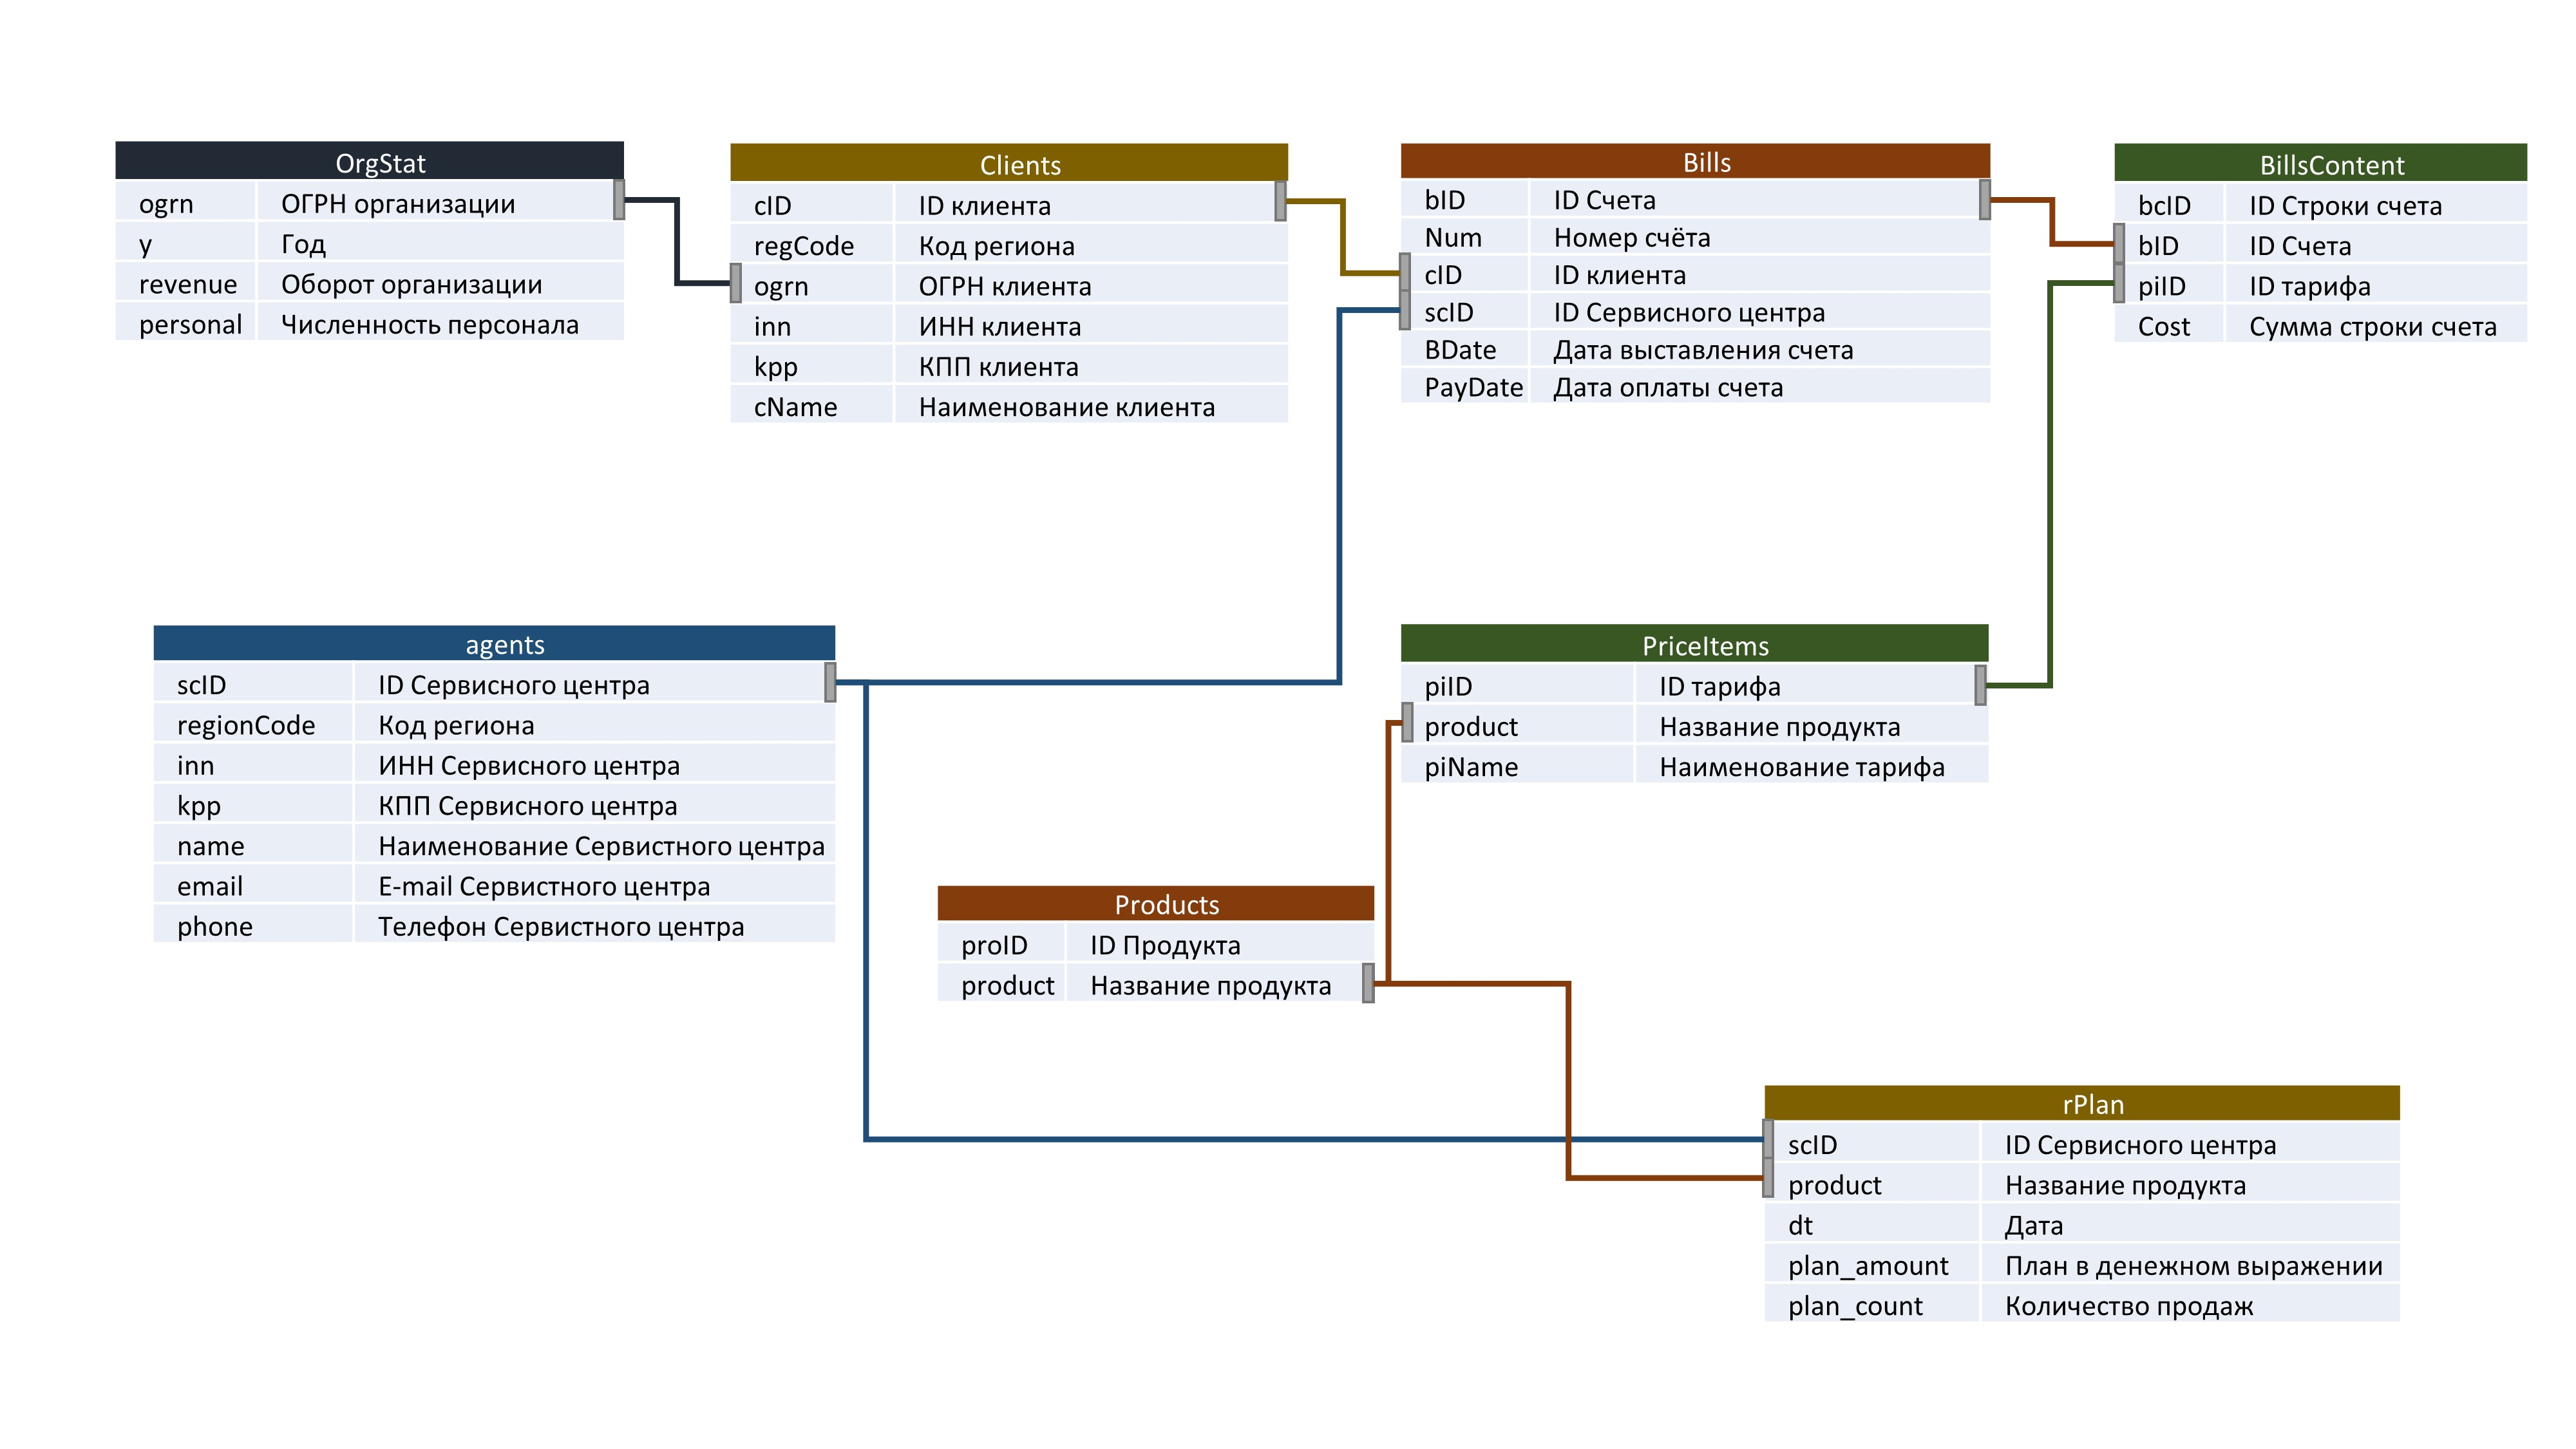 OrgStat
ogrn ОГРН организации
y Год
revenue Оборот организации
personal Численность персонала
Clients
cID ID клиента
regCode Код региона
ogrn ОГРН клиента
inn ИНН клиента
kpp КПП клиента
cName Наименование клиента
Bills
bID ID Счета
Num Номер счёта
cID ID клиента
scID ID Сервисного центра
BDate Дата выставления счета
PayDate Дата оплаты счета
BillsContent
bcID ID Строки счета
bID ID Счета
piID ID тарифа
Cost Сумма строки счета
agents
scID ID Сервисного центра
regionCode Код региона
inn ИНН Сервисного центра
kpp КПП Сервисного центра
name Наименование Сервистного центра
email E-mail Сервистного центра
phone Телефон Сервистного центра
PriceItems
piID ID тарифа
product Название продукта
piName Наименование тарифа
Products
proID ID Продукта
product Название продукта
rPlan
scID ID Сервисного центра
product Название продукта
dt Дата
plan_amount План в денежном выражении
plan_count Количество продаж